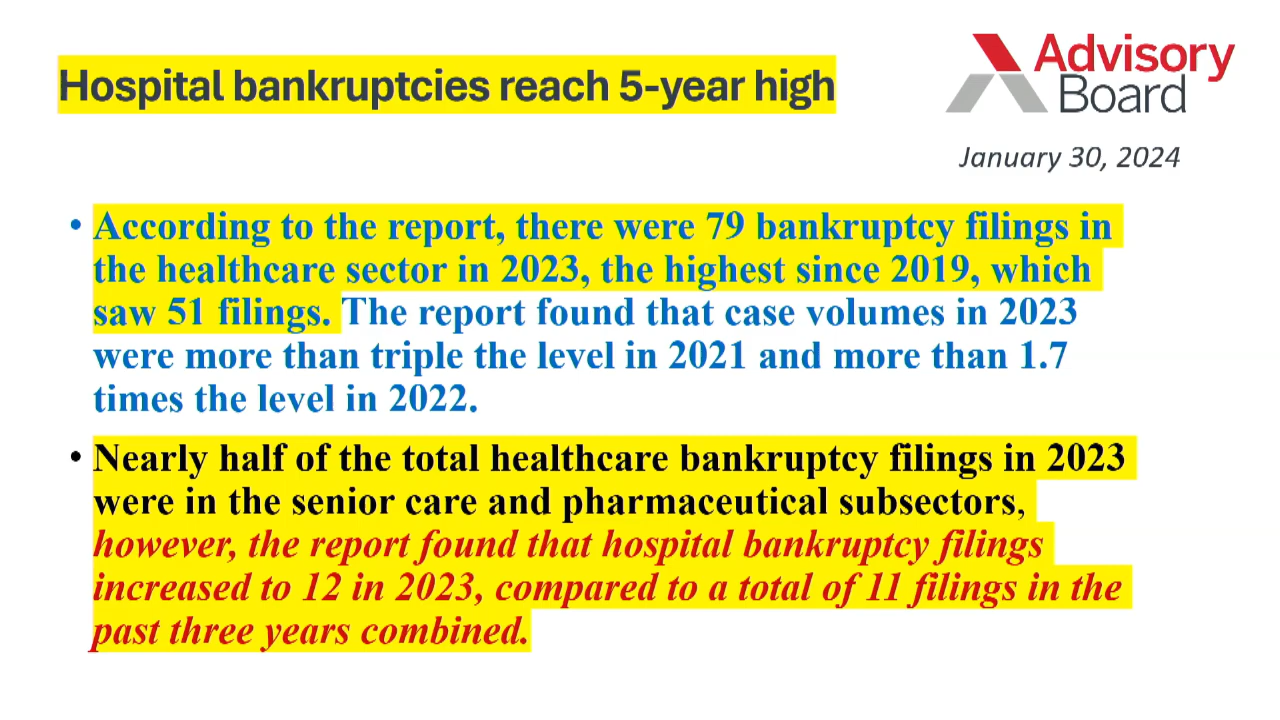 Hospital bankruptcies reach 5-year high
Advisory
Board
January 30, 2024
• According to the report, there were 79 bankruptcy filings in
the healthcare sector in 2023, the highest since 2019, which
saw 51 filings. The report found that case volumes in 2023
were more than triple the level in 2021 and more than 1.7
times the level in 2022.
• Nearly half of the total healthcare bankruptcy filings in 2023
were in the senior care and pharmaceutical subsectors,
however, the report found that hospital bankruptcy filings
increased to 12 in 2023, compared to a total of 11 filings in the
past three years combined.